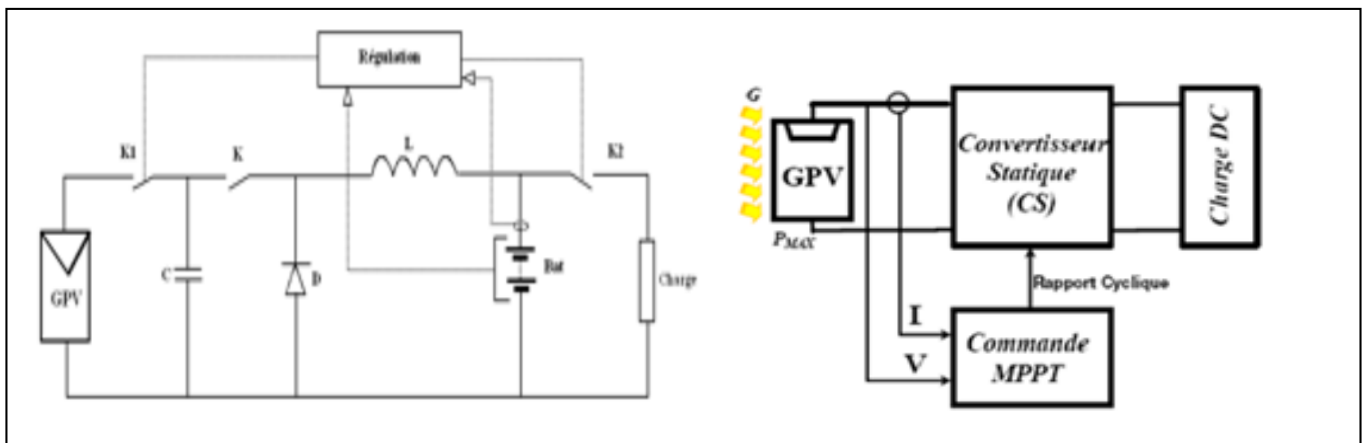 Régulation
K1
K
L
K2
GPV
C
D
Bat
Charge
G
GPV
PMAX
Convertisseur
Statique
(CS)
Charge DC
Rapport Cyclique
I
V
Commande
MPPT